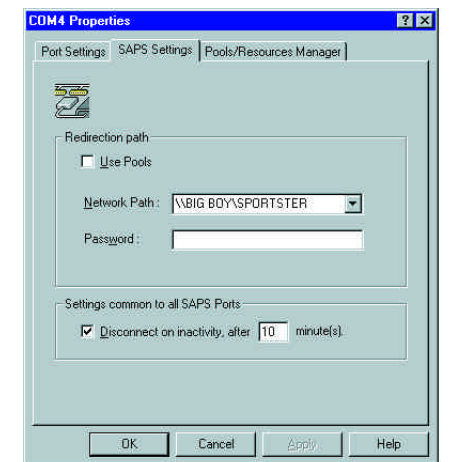 COM4 Properties
Port Settings SAPS Settings Pools/Resources Manager
Redirection path
Use Pools
Network Path : \\BIG BOY\SPORTSTER
Password :
Settings common to all SAPS Ports
Disconnect on inactivity, after 10 minute(s).
OK Cancel Apply Help